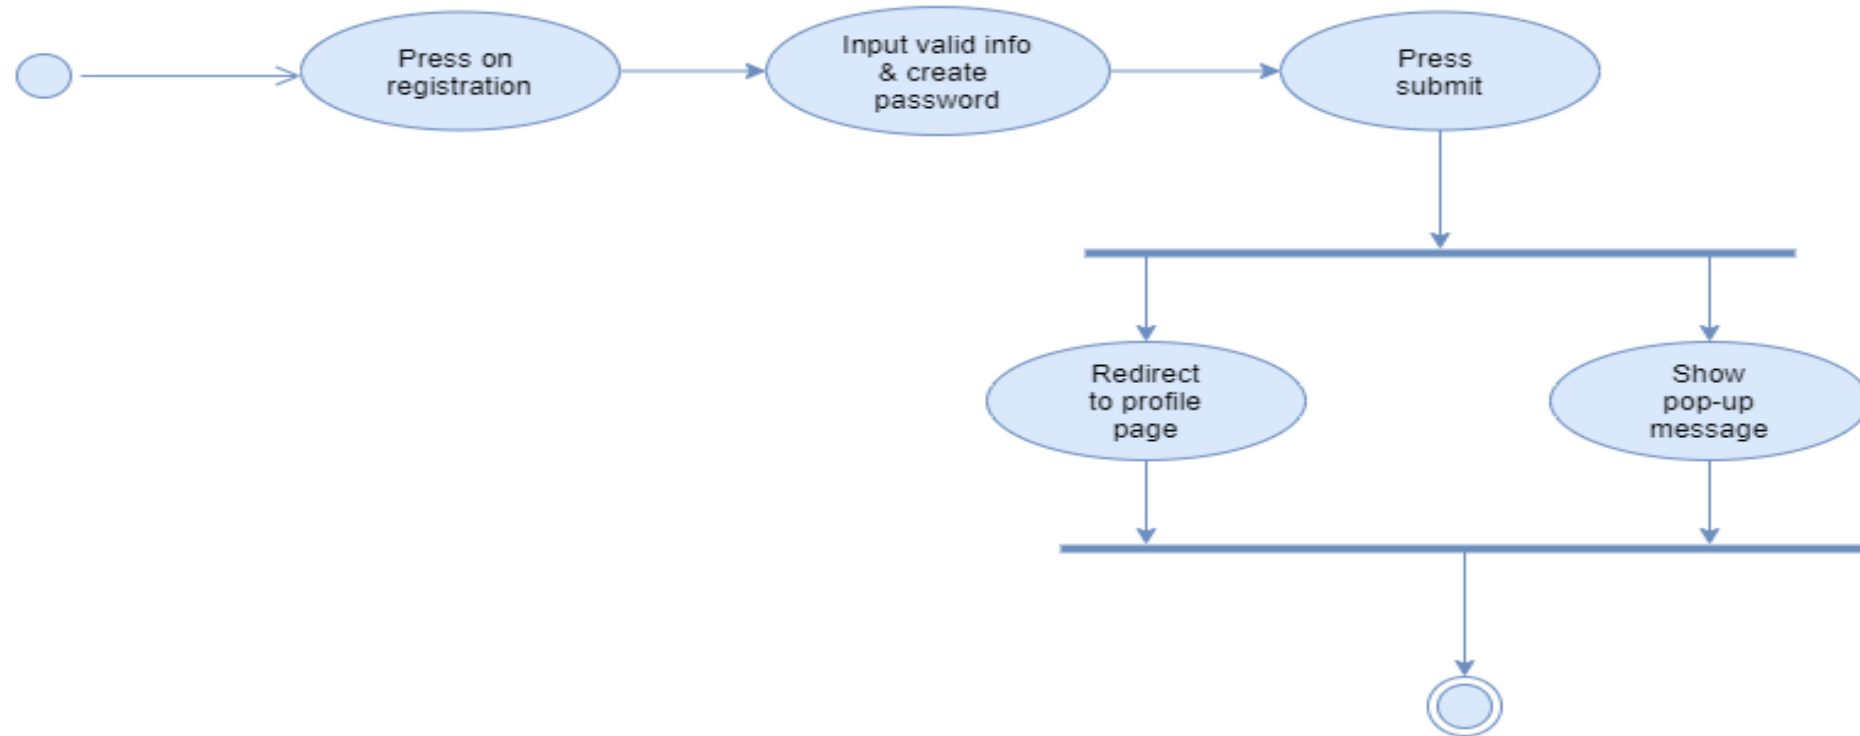 Press on
registration
Input valid info
& create
password
Press
submit
Redirect
to profile
page
Show
pop-up
message